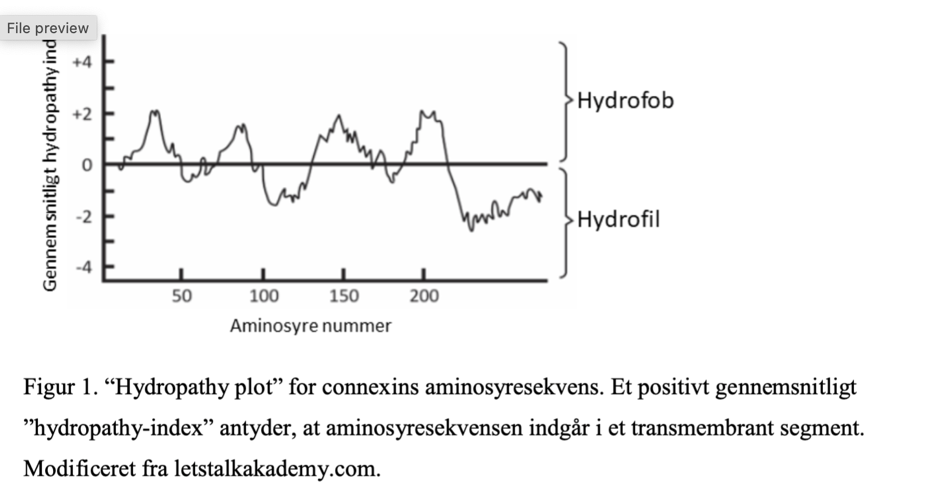 File preview
Gennemsnitligt hydropathy ind
+4
+2
0
-2
-4
Hydrofob
Hydrofil
50 100 150 200
Aminosyre nummer
Figur 1. “Hydropathy plot” for connexins aminosyresekvens. Et positivt gennemsnitligt
”hydropathy-index” antyder, at aminosyresekvensen indgår i et transmembrant segment.
Modificeret fra letstalkakademy.com.